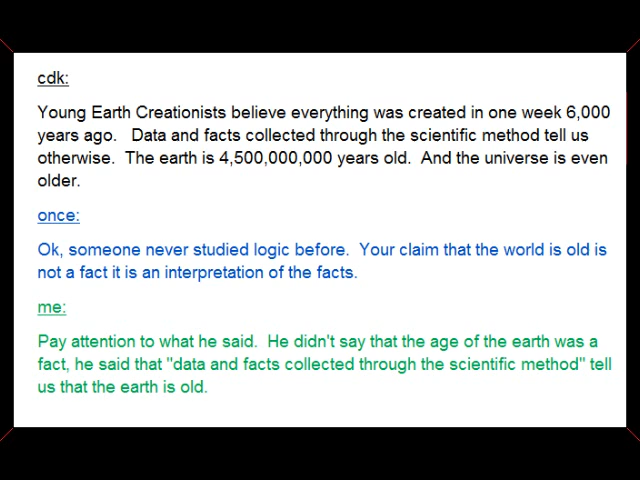 cdk:
Young Earth Creationists believe everything was created in one week 6,000
years ago.   Data and facts collected through the scientific method tell us
otherwise.  The earth is 4,500,000,000 years old.  And the universe is even
older.
once:
Ok, someone never studied logic before.  Your claim that the world is old is
not a fact it is an interpretation of the facts.
me:
Pay attention to what he said.  He didn't say that the age of the earth was a
fact, he said that "data and facts collected through the scientific method" tell
us that the earth is old.